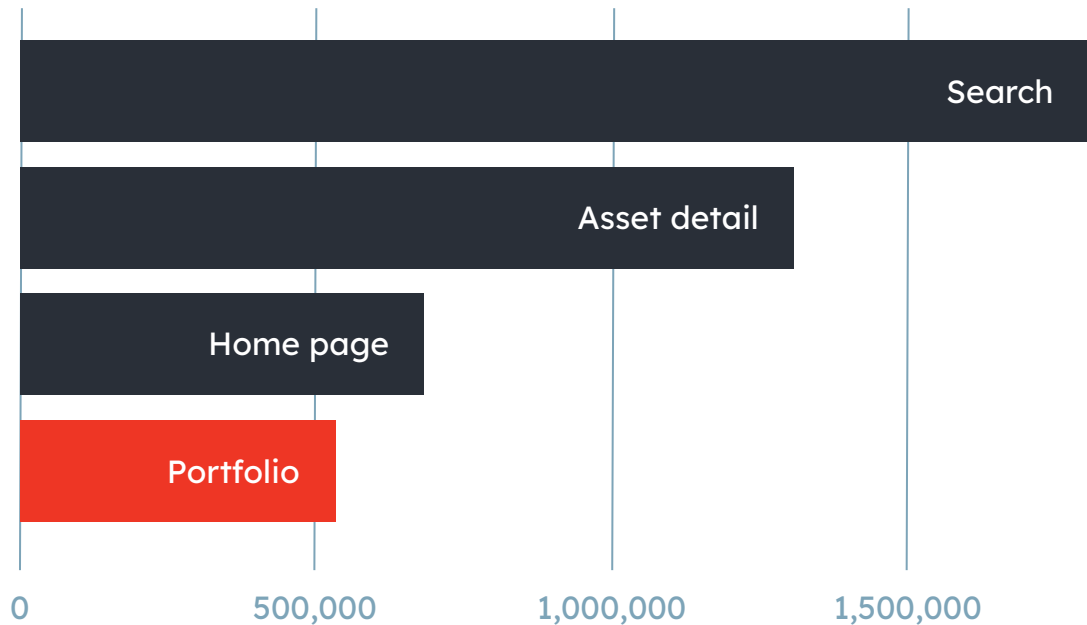 Search
Asset detail
Home page
Portfolio
0 500,000 1,000,000 1,500,000